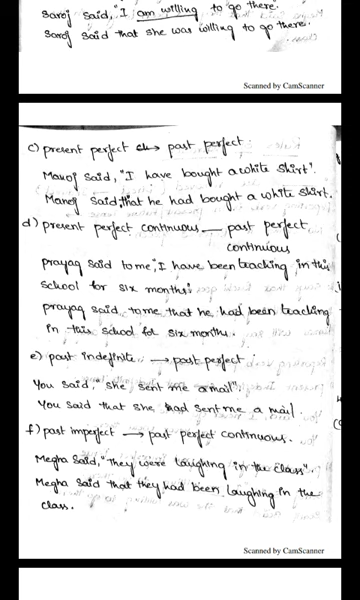 Saroj said, "I am willing to go there.
Saroj said that she was willing to go there.
Scanned by CamScanner
c) present perfect → past perfect:
Manoj said, "I have bought a white shirt".
Manoj said, that he had bought a white shirt.
d) present perfect continuous — past perfect
continuous
prayag said to me, "I have been teaching in this
school for six months".
prayag said to me that he had been teaching
in this school for six months.
e) past indefinite → past perfect:
You said, "she sent me a mail".
You said that she had sent me a mail.
f) past imperfect → past perfect continuous.
Megha said, "They were laughing in the class".
Megha said that they had been laughing in the
class.
Scanned by CamScanner